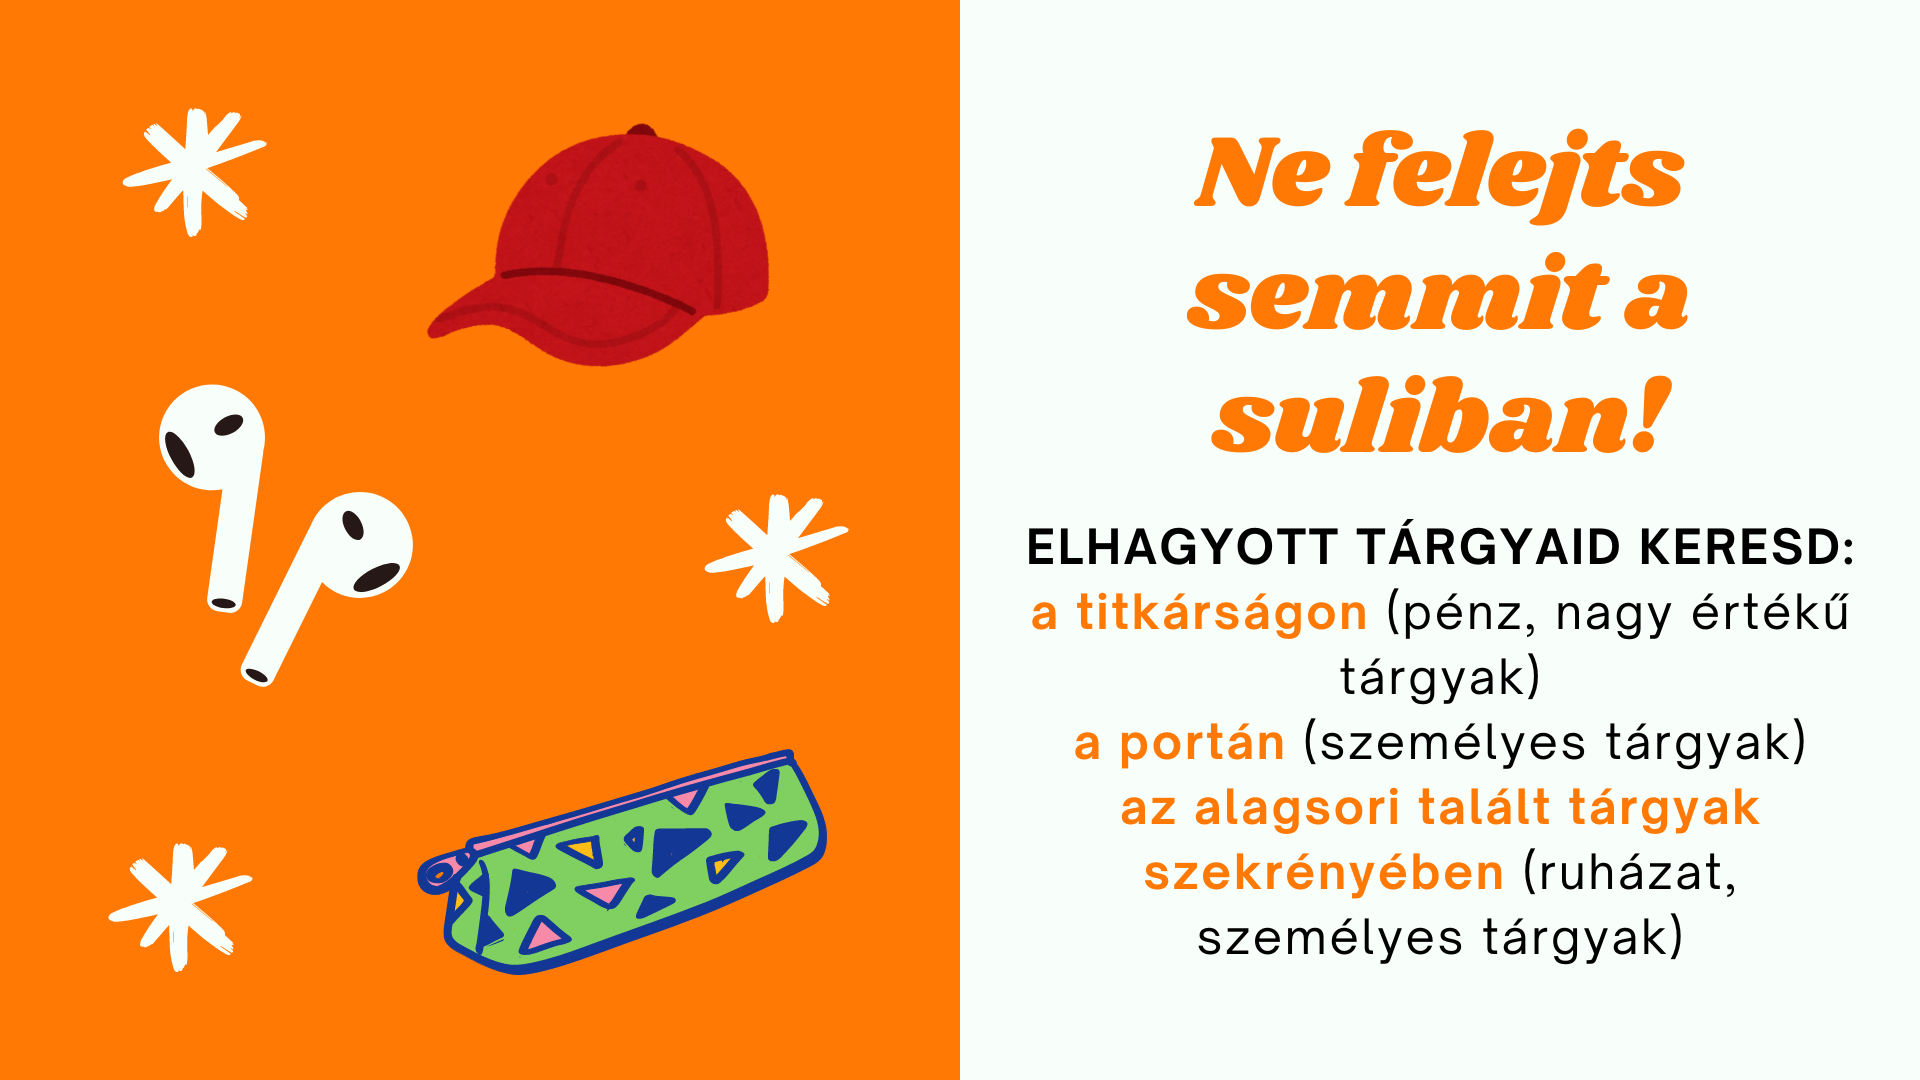 Ne felejts
semmit a
suliban!
ELHAGYOTT TÁRGYAID KERESD:
a titkárságon (pénz, nagy értékű
tárgyak)
a portán (személyes tárgyak)
az alagsori talált tárgyak
szekrényében (ruházat,
személyes tárgyak)